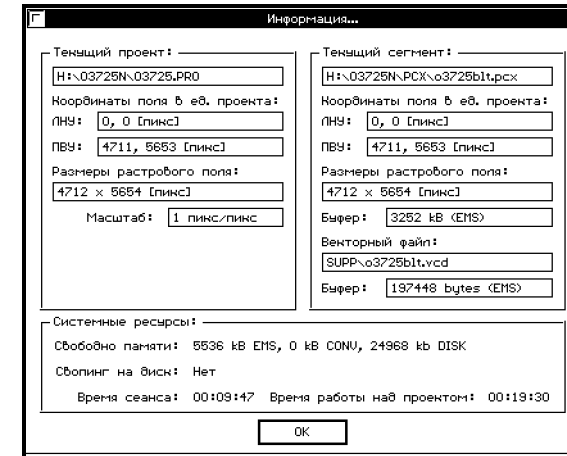 Информация...
Текущий проект:
H:\03725N\03725.PRO
Координаты поля в ед. проекта:
ЛНУ: 0, 0 [пикс]
ПВУ: 4711, 5653 [пикс]
Размеры растрового поля:
4712 x 5654 [пикс]
Масштаб: 1 пикс/пикс
Текущий сегмент:
H:\03725N\PCX\o3725blt.pcx
Координаты поля в ед. проекта:
ЛНУ: 0, 0 [пикс]
ПВУ: 4711, 5653 [пикс]
Размеры растрового поля:
4712 x 5654 [пикс]
Буфер: 3252 kB (EMS)
Векторный файл:
SUPP\o3725blt.vcd
Буфер: 197448 bytes (EMS)
Системные ресурсы:
Свободно памяти: 5536 kB EMS, 0 kB CONV, 24968 kb DISK
Свопинг на диск: Нет
Время сеанса: 00:09:47 Время работы над проектом: 00:19:30
OK